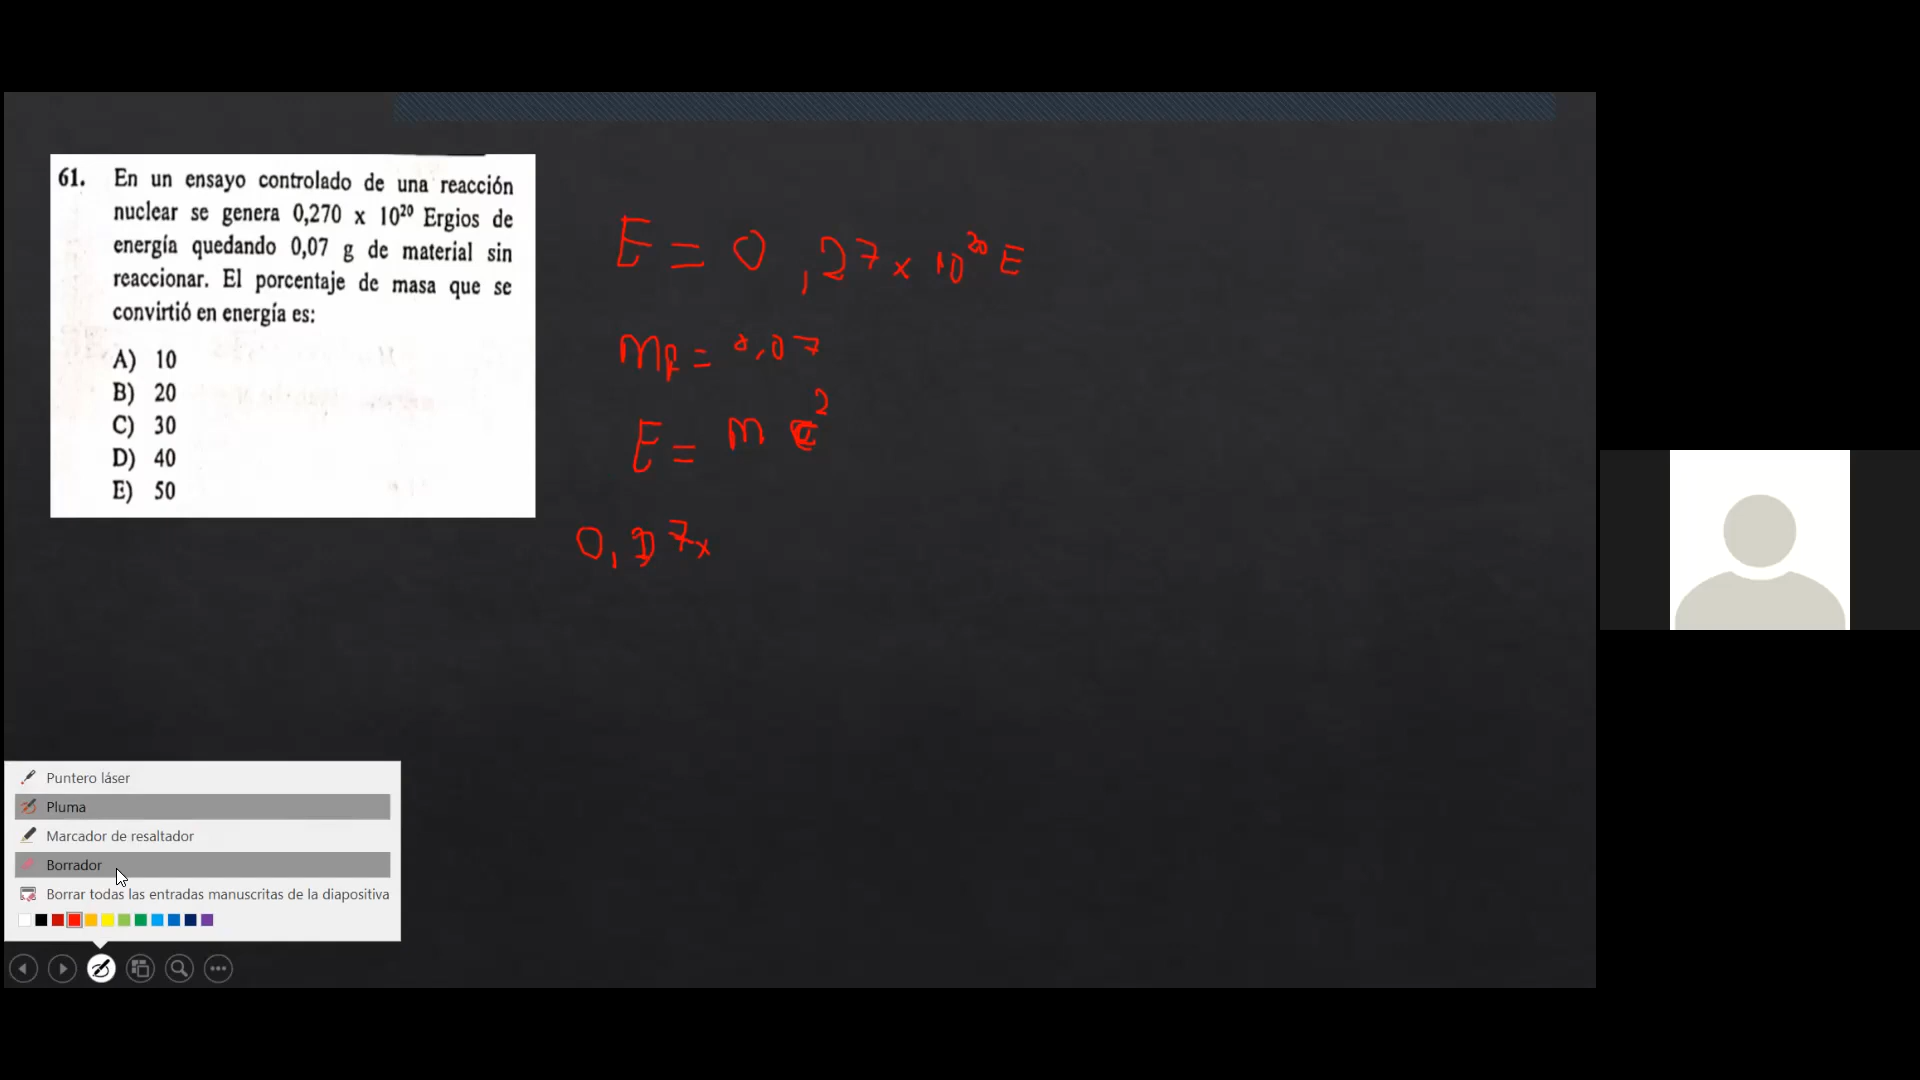 61. En un ensayo controlado de una reacción
nuclear se genera 0,270 x 10²⁰ Ergios de
energía quedando 0,07 g de material sin
reaccionar. El porcentaje de masa que se
convirtió en energía es:
A) 10
B) 20
C) 30
D) 40
E) 50
E = 0,27 x 10²⁰ E
mf = 0,07
E = m c²
0,27x
Puntero láser
Pluma
Marcador de resaltador
Borrador
Borrar todas las entradas manuscritas de la diapositiva